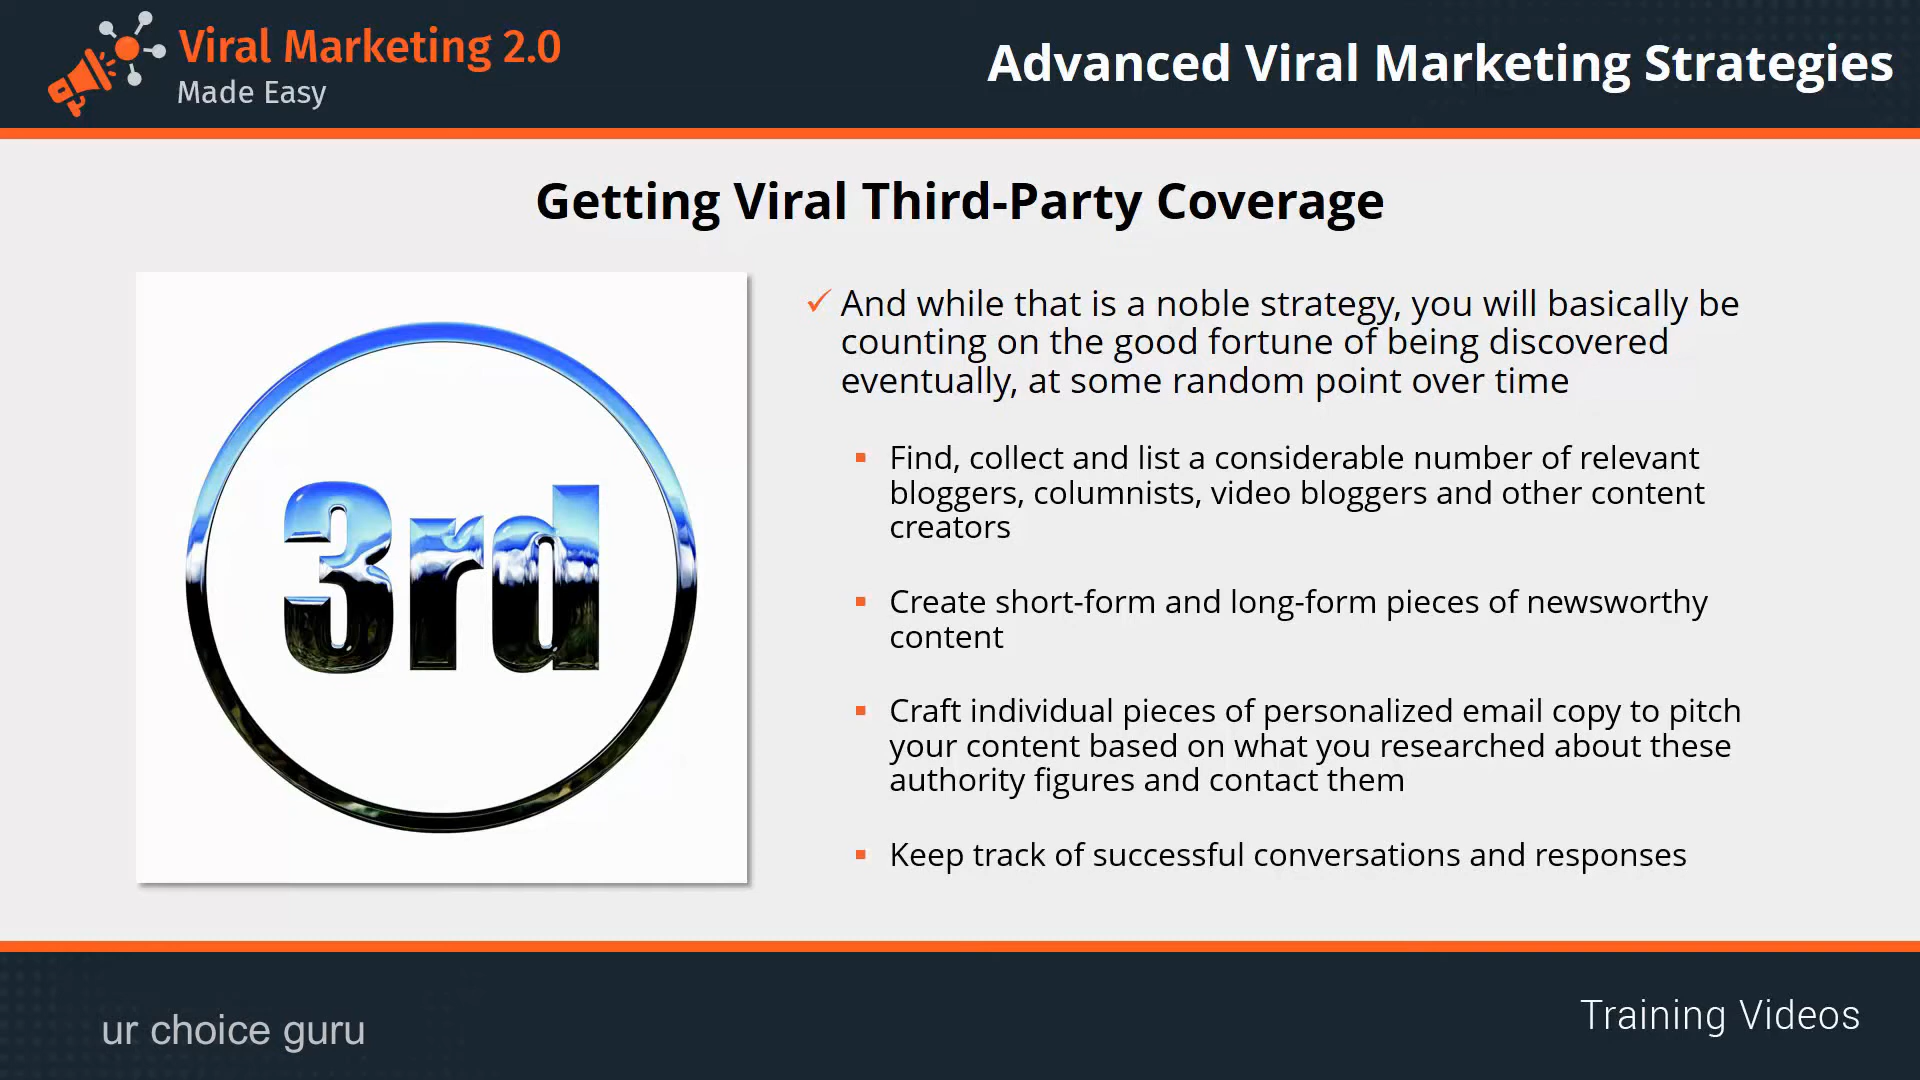 Viral Marketing 2.0
Made Easy
Advanced Viral Marketing Strategies
Getting Viral Third-Party Coverage
3rd
✓ And while that is a noble strategy, you will basically be
counting on the good fortune of being discovered
eventually, at some random point over time
▪ Find, collect and list a considerable number of relevant
bloggers, columnists, video bloggers and other content
creators
▪ Create short-form and long-form pieces of newsworthy
content
▪ Craft individual pieces of personalized email copy to pitch
your content based on what you researched about these
authority figures and contact them
▪ Keep track of successful conversations and responses
ur choice guru
Training Videos